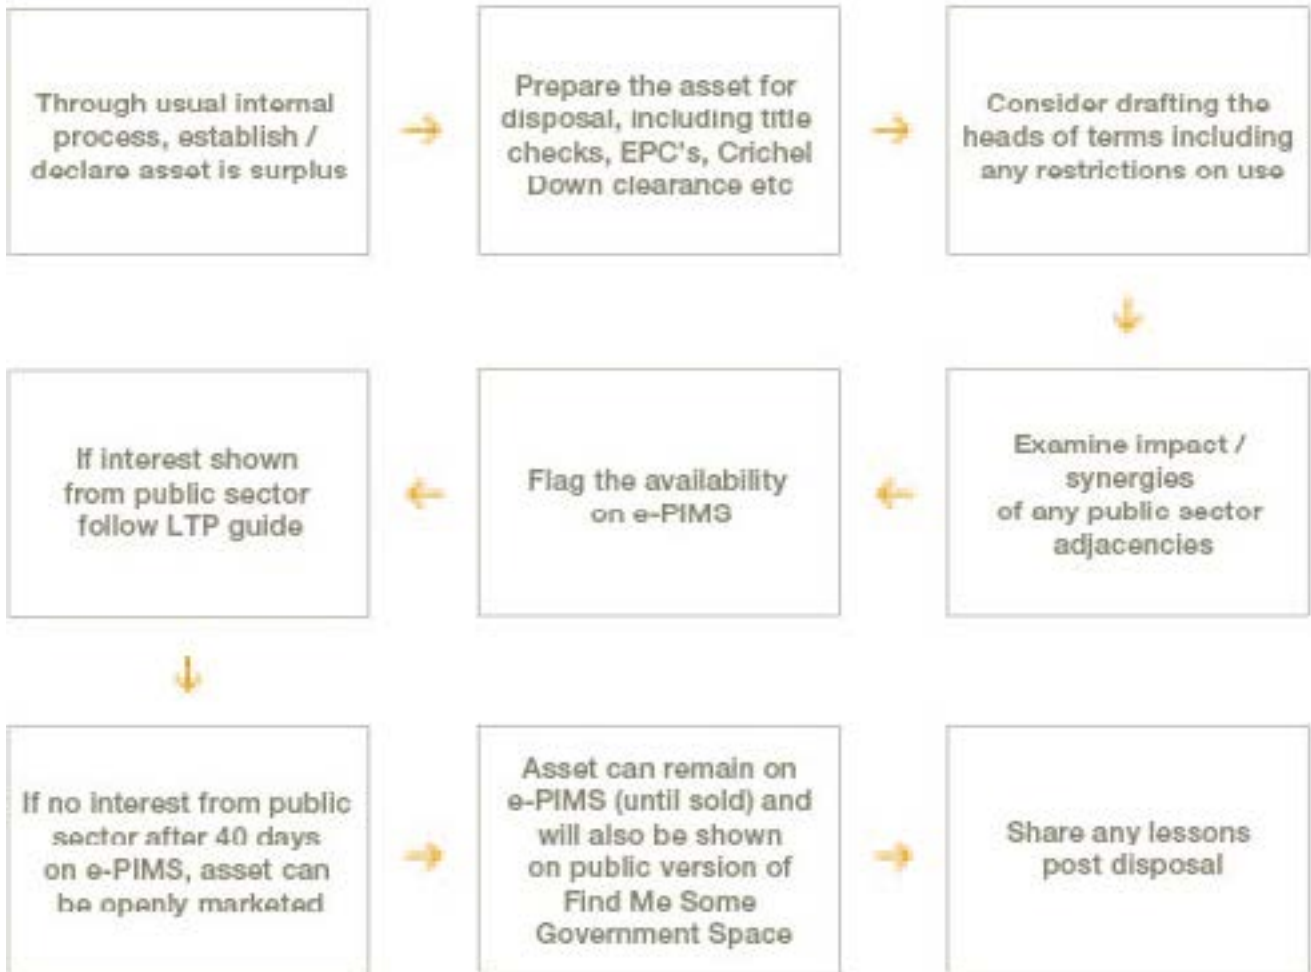 Through usual internal
process, establish /
declare asset is surplus
Prepare the asset for
disposal, including title
checks, EPC's, Crichel
Down clearance etc
Consider drafting the
heads of terms including
any restrictions on use
Examine impact /
synergies
of any public sector
adjacencies
Flag the availability
on e-PIMS
If interest shown
from public sector
follow LTP guide
If no interest from public
sector after 40 days
on e-PIMS, asset can
be openly marketed
Asset can remain on
e-PIMS (until sold) and
will also be shown
on public version of
Find Me Some
Government Space
Share any lessons
post disposal